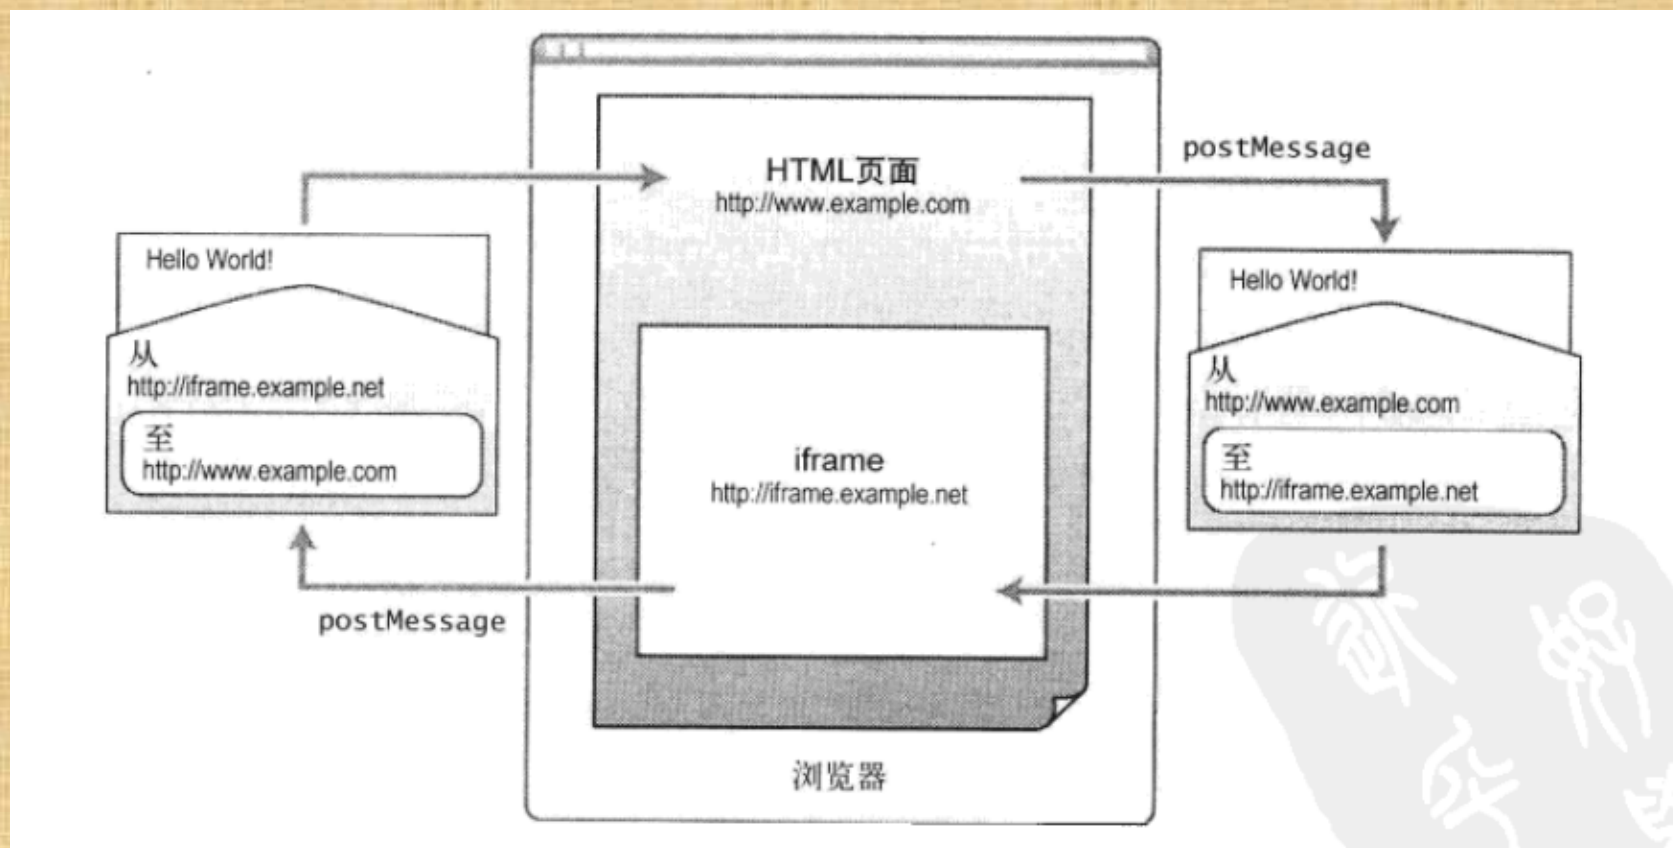 HTML页面
http://www.example.com
postMessage
Hello World!
从
http://iframe.example.net
至
http://www.example.com
Hello World!
从
http://www.example.com
至
http://iframe.example.net
iframe
http://iframe.example.net
postMessage
浏览器